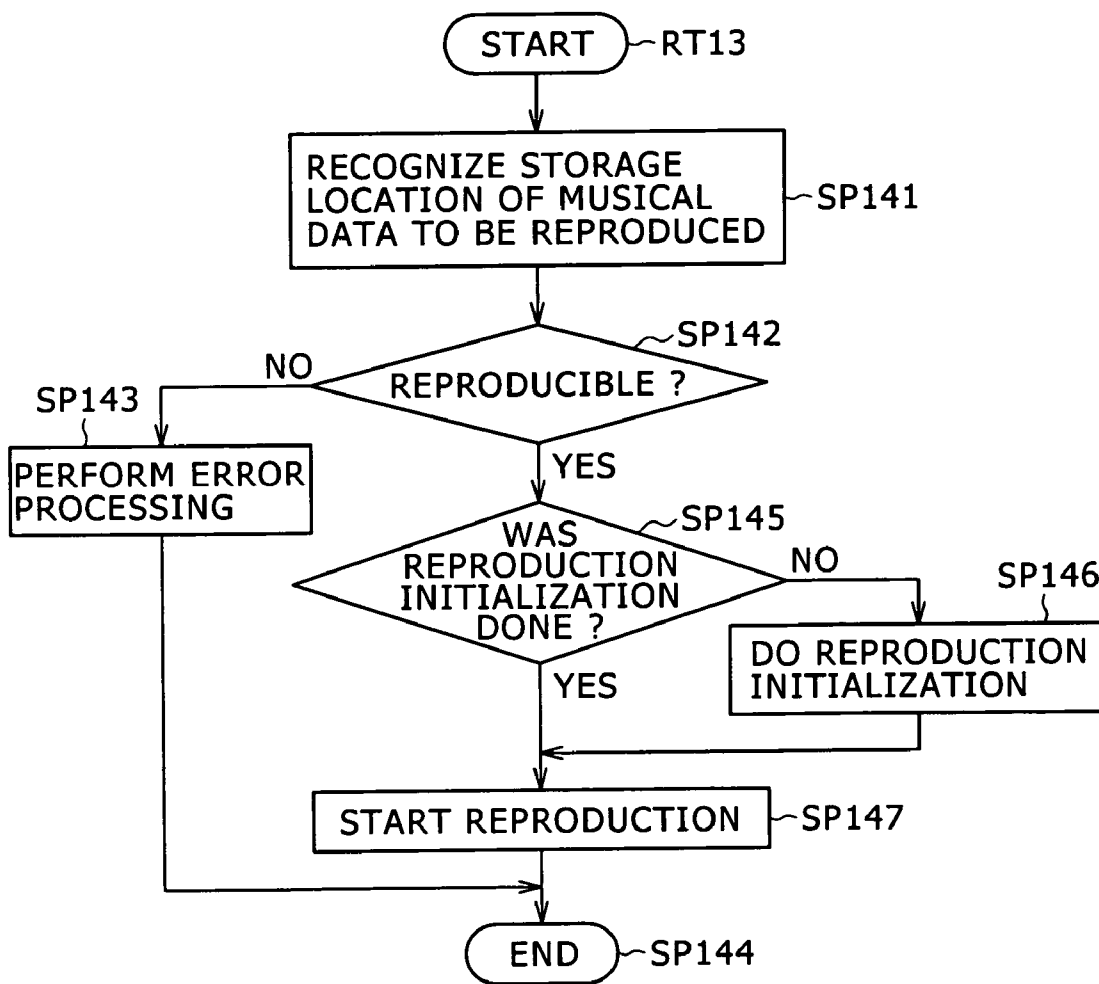 START
RT13
RECOGNIZE STORAGE
LOCATION OF MUSICAL
DATA TO BE REPRODUCED
SP141
SP142
REPRODUCIBLE ?
NO
SP143
PERFORM ERROR
PROCESSING
YES
SP145
WAS
REPRODUCTION
INITIALIZATION
DONE ?
NO
SP146
DO REPRODUCTION
INITIALIZATION
YES
START REPRODUCTION
SP147
END
SP144